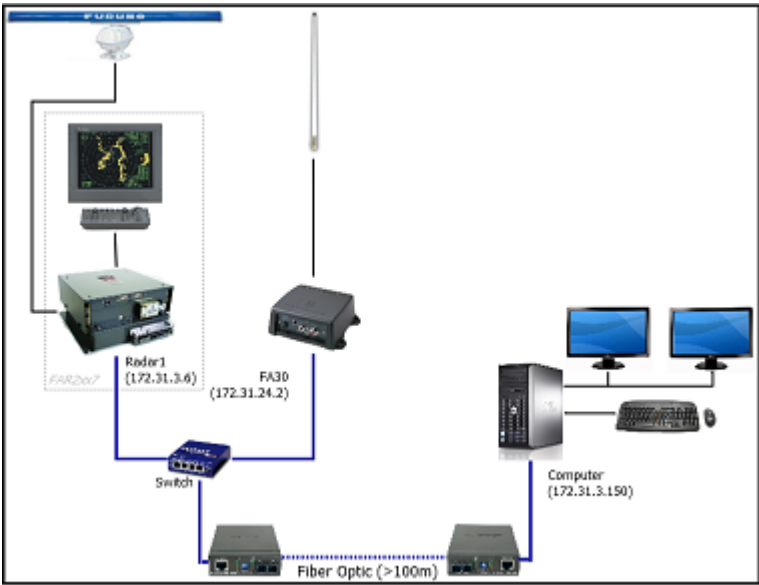 FURUNO
Radar1
(172.31.3.6)
FAR2xx7
FA30
(172.31.24.2)
Switch
Computer
(172.31.3.150)
Fiber Optic (>100m)